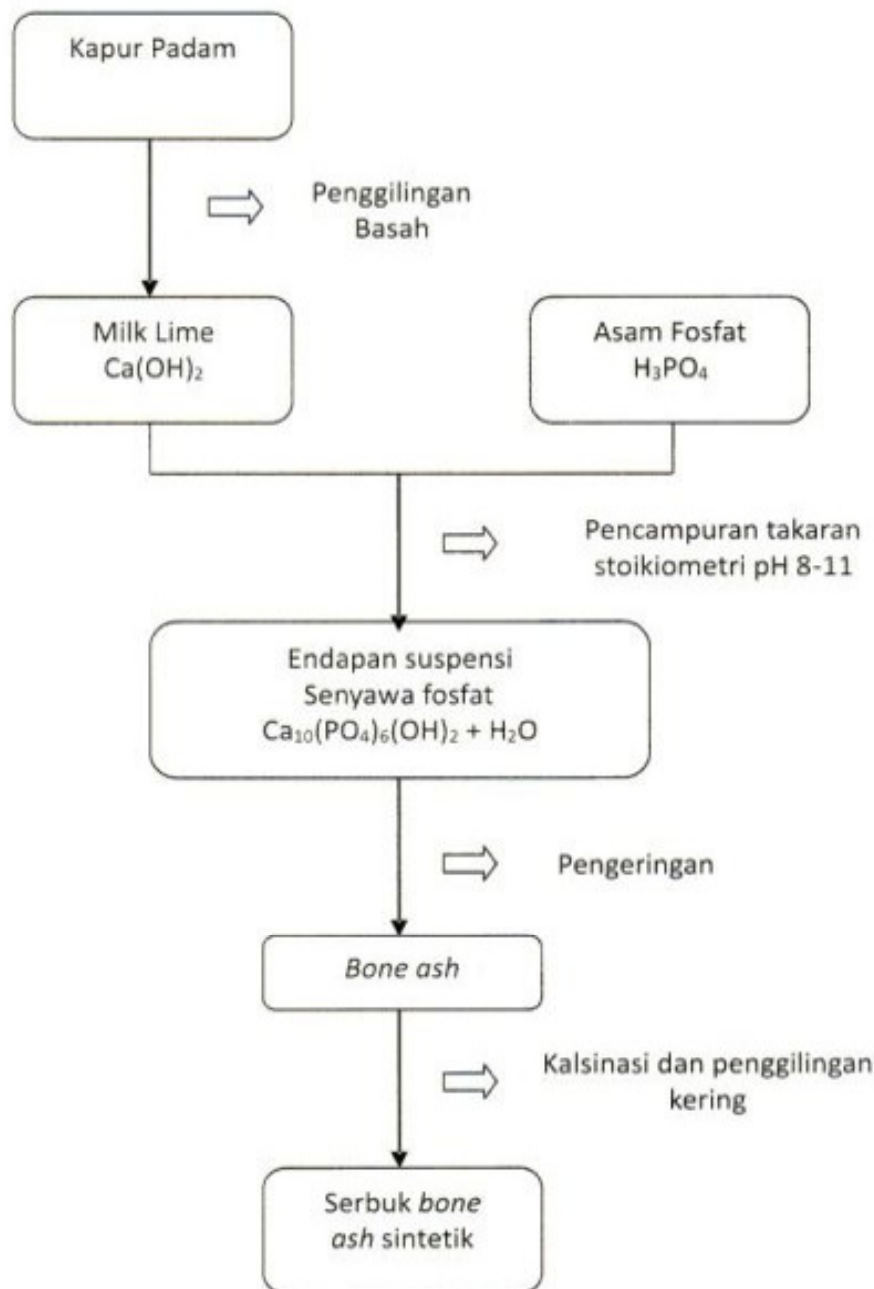 Kapur Padam
Penggilingan
Basah
Milk Lime
Ca(OH)₂
Asam Fosfat
H₃PO₄
Pencampuran takaran
stoikiometri pH 8-11
Endapan suspensi
Senyawa fosfat
Ca₁₀(PO₄)₆(OH)₂ + H₂O
Pengeringan
Bone ash
Kalsinasi dan penggilingan
kering
Serbuk bone
ash sintetik